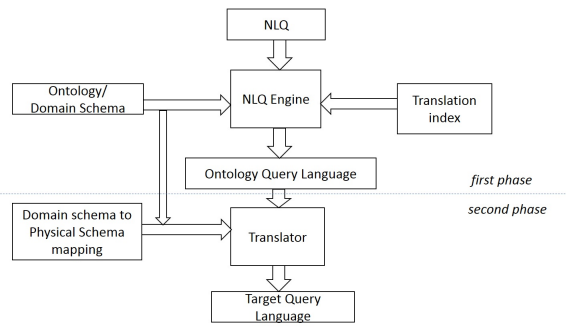 NLQ
Ontology/
Domain Schema
NLQ Engine
Translation
index
Ontology Query Language
first phase
second phase
Domain schema to
Physical Schema
mapping
Translator
Target Query
Language